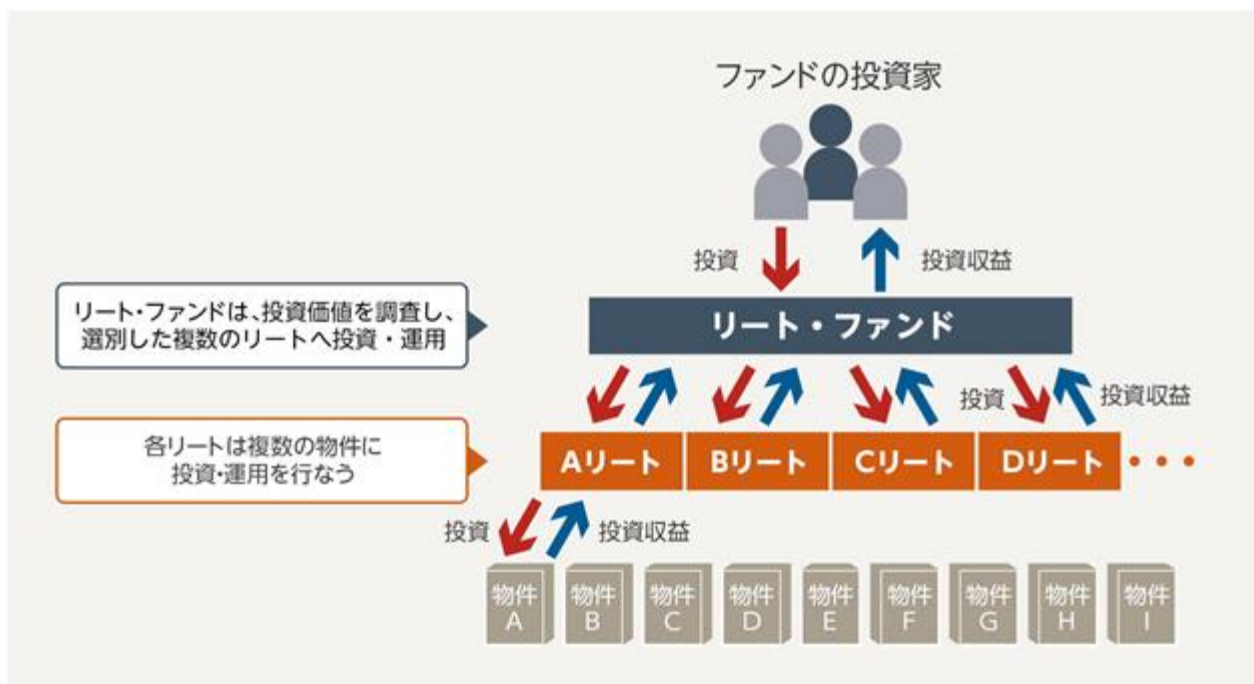 ファンドの投資家
投資
投資収益
リート・ファンドは、投資価値を調査し、
選別した複数のリートへ投資・運用
リート・ファンド
投資
投資収益
各リートは複数の物件に
投資・運用を行なう
Aリート
Bリート
Cリート
Dリート
・・・
投資
投資収益
物件
A
物件
B
物件
C
物件
D
物件
E
物件
F
物件
G
物件
H
物件
I